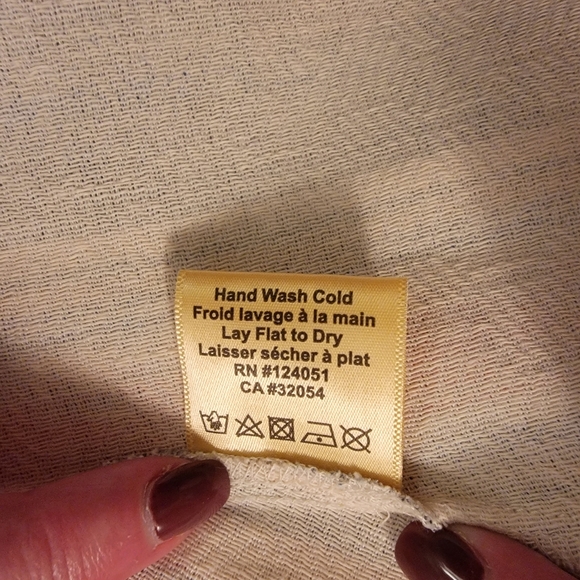 Hand Wash Cold
Froid lavage à la main
Lay Flat to Dry
Laisser sécher à plat
RN #124051
CA #32054